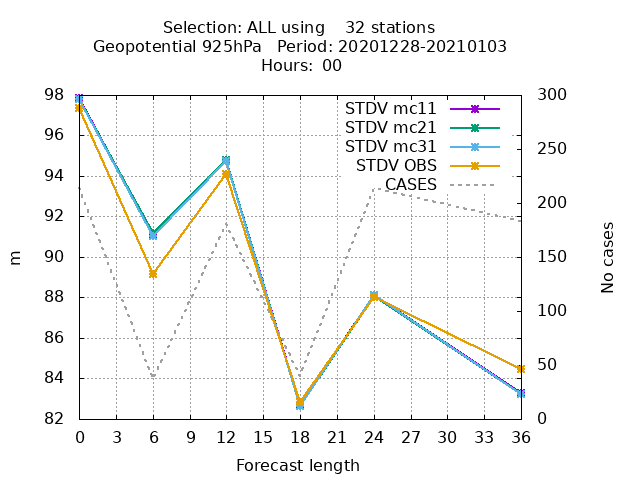 Selection: ALL using    32 stations
Geopotential 925hPa   Period: 20201228-20210103
Hours: 00
STDV mc11
STDV mc21
STDV mc31
STDV OBS
CASES
98
96
94
92
90
88
86
84
82
m
300
250
200
150
100
50
0
No cases
0 3 6 9 12 15 18 21 24 27 30 33 36
Forecast length